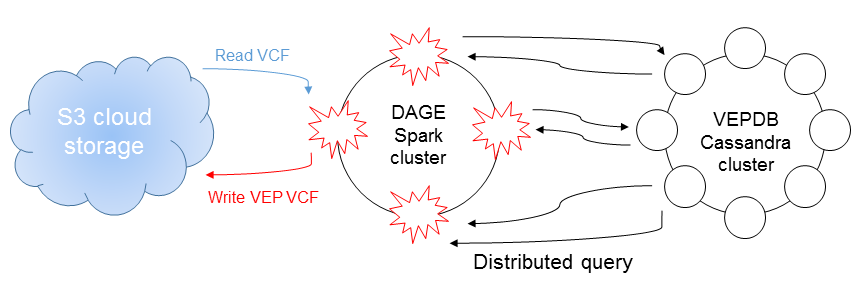 Read VCF
S3 cloud
storage
Write VEP VCF
DAGE
Spark
cluster
VEPDB
Cassandra
cluster
Distributed query